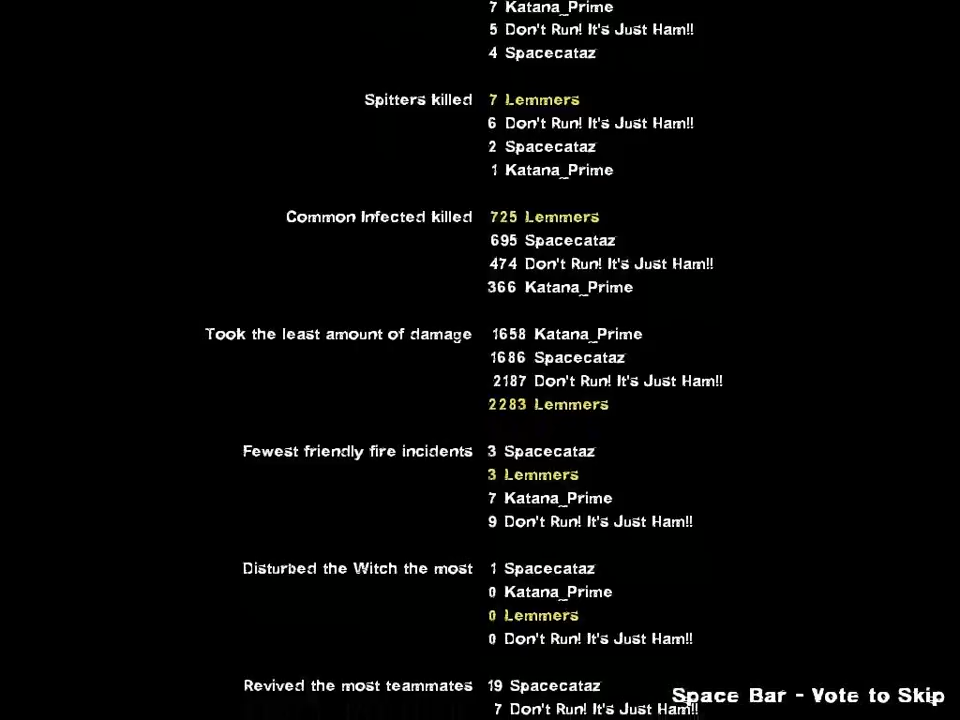 7 Katana_Prime
5 Don't Run! It's Just Ham!!
4 Spacecataz
Spitters killed 7 Lemmers
6 Don't Run! It's Just Ham!!
2 Spacecataz
1 Katana_Prime
Common Infected killed 725 Lemmers
695 Spacecataz
474 Don't Run! It's Just Ham!!
366 Katana_Prime
Took the least amount of damage 1658 Katana_Prime
1686 Spacecataz
2187 Don't Run! It's Just Ham!!
2283 Lemmers
Fewest friendly fire incidents 3 Spacecataz
3 Lemmers
7 Katana_Prime
9 Don't Run! It's Just Ham!!
Disturbed the Witch the most 1 Spacecataz
0 Katana_Prime
0 Lemmers
0 Don't Run! It's Just Ham!!
Revived the most teammates 19 Spacecataz
7 Don't Run! It's Just Ham!!
Space Bar - Vote to Skip